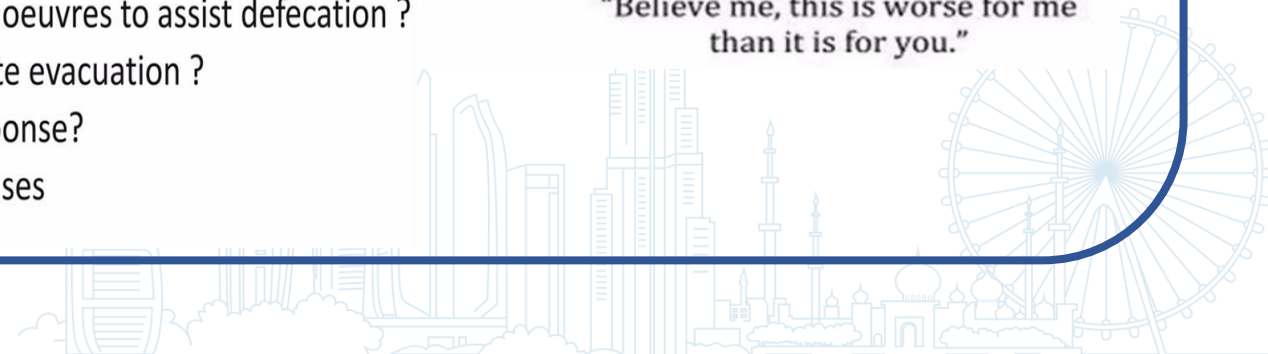 oeuvres to assist defecation ?
te evacuation ?
onse?
ses
"Believe me, this is worse for me
than it is for you."